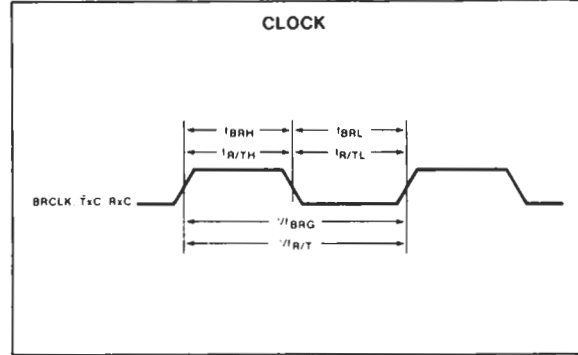 CLOCK
tBRH tBRL
tR/TH tR/TL
BRCLK, TxC, RxC
1/fBRG
1/fR/T